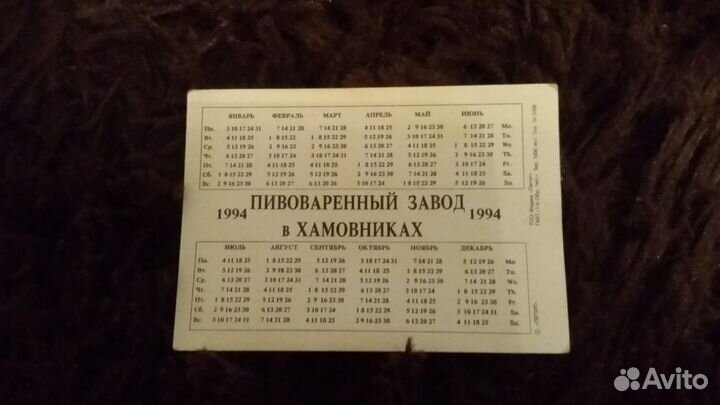 ЯНВАРЬ ФЕВРАЛЬ МАРТ АПРЕЛЬ МАЙ ИЮНЬ
Пн. 3 10 17 24 31 7 14 21 28 7 14 21 28 4 11 18 25 2 9 16 23 30 6 13 20 27 Mo.
Вт. 4 11 18 25 1 8 15 22 1 8 15 22 29 5 12 19 26 3 10 17 24 31 7 14 21 28 Tu.
Ср. 5 12 19 26 2 9 16 23 2 9 16 23 30 6 13 20 27 4 11 18 25 1 8 15 22 29 We.
Чт. 6 13 20 27 3 10 17 24 3 10 17 24 31 7 14 21 28 5 12 19 26 2 9 16 23 30 Th.
Пт. 7 14 21 28 4 11 18 25 4 11 18 25 1 8 15 22 29 6 13 20 27 3 10 17 24 Fr.
Сб. 1 8 15 22 29 5 12 19 26 5 12 19 26 2 9 16 23 30 7 14 21 28 4 11 18 25 Sa.
Вс. 2 9 16 23 30 6 13 20 27 6 13 20 27 3 10 17 24 1 8 15 22 29 5 12 19 26 Su.
1994 ПИВОВАРЕННЫЙ ЗАВОД 1994
в ХАМОВНИКАХ
ИЮЛЬ АВГУСТ СЕНТЯБРЬ ОКТЯБРЬ НОЯБРЬ ДЕКАБРЬ
Пн. 4 11 18 25 1 8 15 22 29 5 12 19 26 3 10 17 24 31 7 14 21 28 5 12 19 26 Mo
Вт. 5 12 19 26 2 9 16 23 30 6 13 20 27 4 11 18 25 1 8 15 22 29 6 13 20 27 Tu.
Ср. 6 13 20 27 3 10 17 24 31 7 14 21 28 5 12 19 26 2 9 16 23 30 7 14 21 28 We.
Чт. 7 14 21 28 4 11 18 25 1 8 15 22 29 6 13 20 27 3 10 17 24 1 8 15 22 29 Th.
Пт. 1 8 15 22 29 5 12 19 26 2 9 16 23 30 7 14 21 28 4 11 18 25 2 9 16 23 30 Fr.
Сб. 2 9 16 23 30 6 13 20 27 3 10 17 24 1 8 15 22 29 5 12 19 26 3 10 17 24 31 Sa.
Вс. 3 10 17 24 31 7 14 21 28 4 11 18 25 2 9 16 23 30 6 13 20 27 4 11 18 25 Su.
Avito